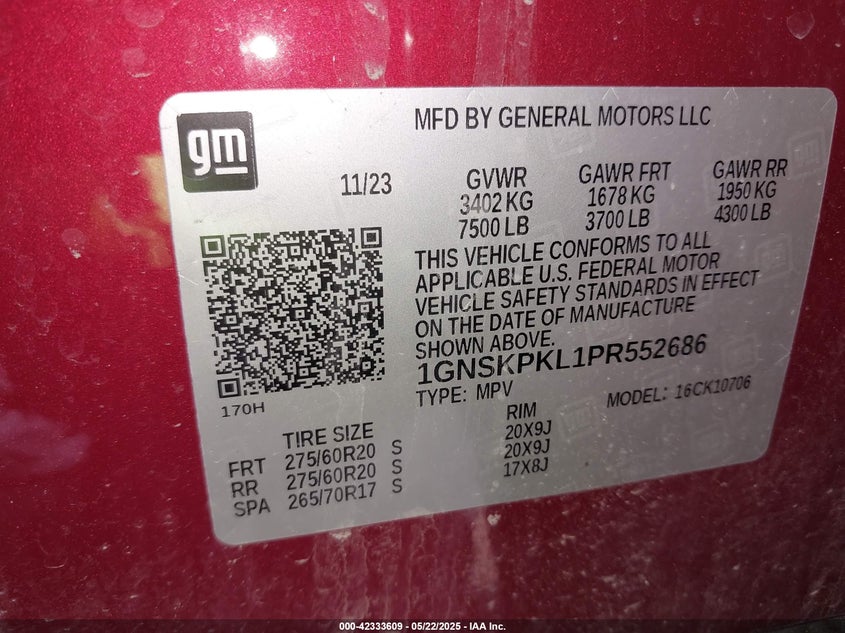 gm
MFD BY GENERAL MOTORS LLC
11/23
GVWR GAWR FRT GAWR RR
3402 KG 1678 KG 1950 KG
7500 LB 3700 LB 4300 LB
THIS VEHICLE CONFORMS TO ALL
APPLICABLE U.S. FEDERAL MOTOR
VEHICLE SAFETY STANDARDS IN EFFECT
ON THE DATE OF MANUFACTURE
SHOWN ABOVE.
1GNSKPKL1PR552686
170H
TYPE: MPV MODEL: 16CK10706
TIRE SIZE RIM
FRT 275/60R20 S 20X9J
RR 275/60R20 S 20X9J
SPA 265/70R17 S 17X8J
000-42333609 - 05/22/2025 - IAA Inc.